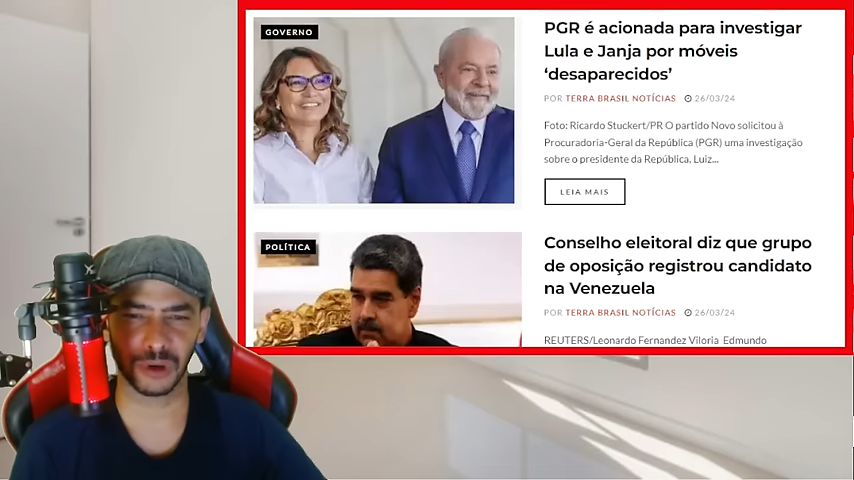 GOVERNO
PGR é acionada para investigar
Lula e Janja por móveis
‘desaparecidos’
POR TERRA BRASIL NOTÍCIAS 26/03/24
Foto: Ricardo Stuckert/PR O partido Novo solicitou à
Procuradoria-Geral da República (PGR) uma investigação
sobre o presidente da República, Luiz...
LEIA MAIS
POLÍTICA
Conselho eleitoral diz que grupo
de oposição registrou candidato
na Venezuela
POR TERRA BRASIL NOTÍCIAS 26/03/24
REUTERS/Leonardo Fernandez Viloria Edmundo